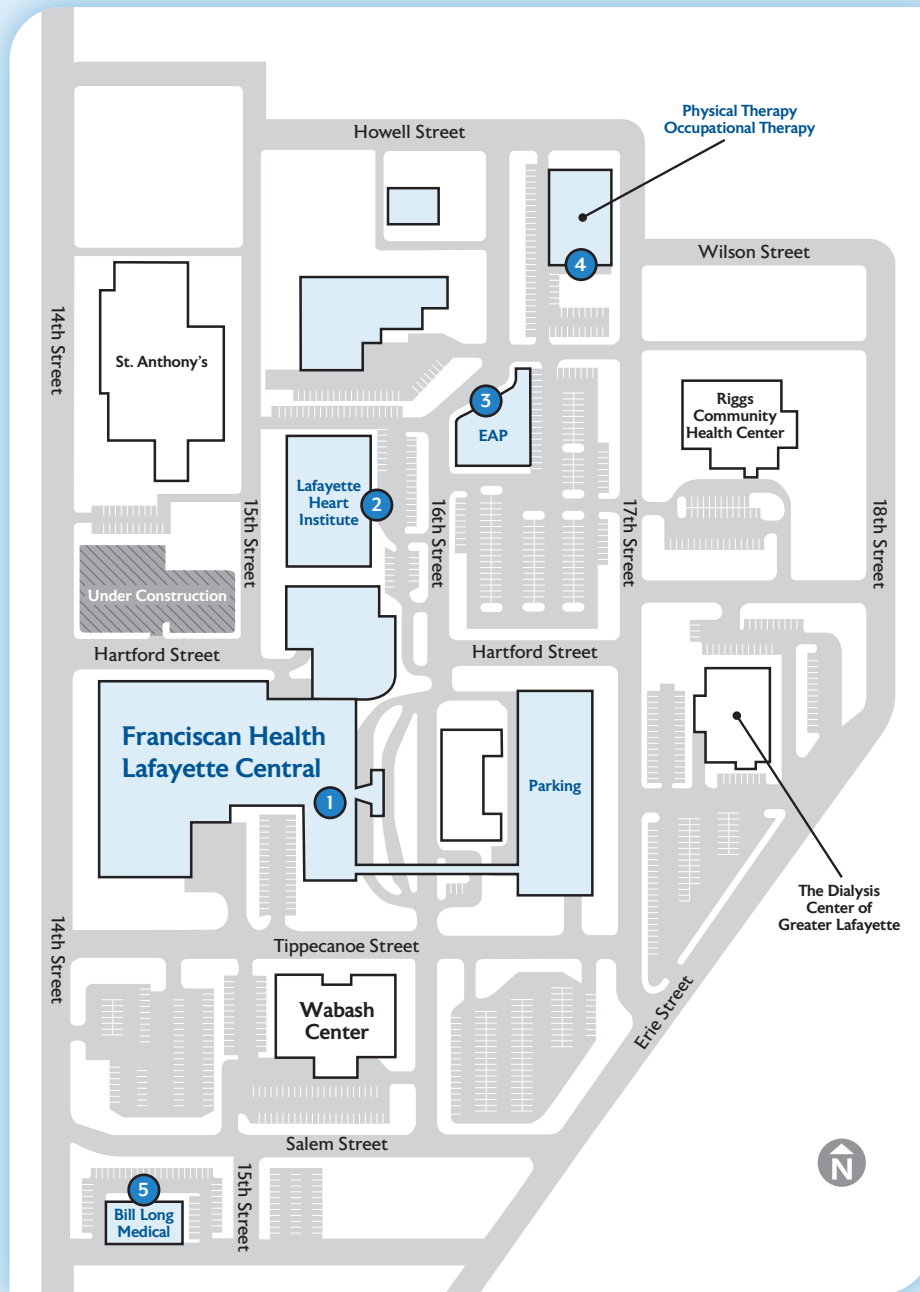 Howell Street
Physical Therapy
Occupational Therapy
4
Wilson Street
14th Street
St. Anthony's
3
EAP
Riggs
Community
Health Center
Lafayette
Heart
Institute
2
15th Street
16th Street
17th Street
18th Street
Under Construction
Hartford Street
Hartford Street
Franciscan Health
Lafayette Central
1
Parking
The Dialysis
Center of
Greater Lafayette
14th Street
Tippecanoe Street
Wabash
Center
Erie Street
Salem Street
N
15th Street
5
Bill Long
Medical